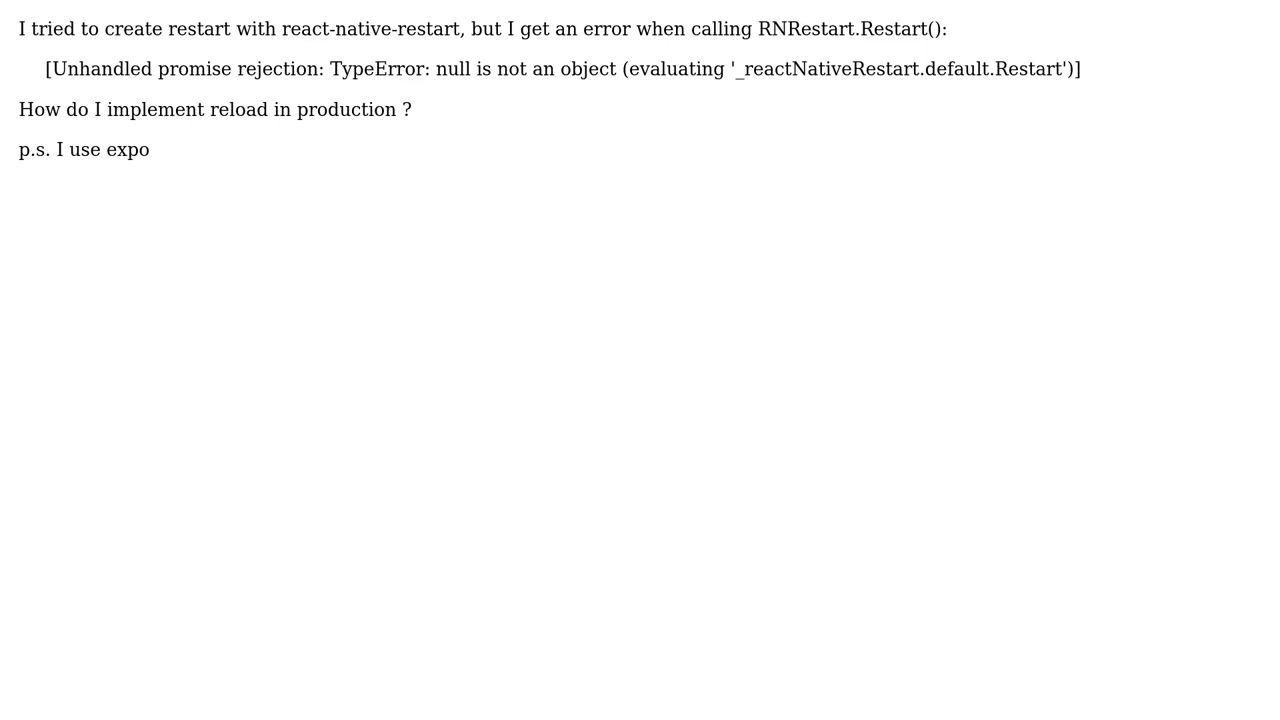 I tried to create restart with react-native-restart, but I get an error when calling RNRestart.Restart():
[Unhandled promise rejection: TypeError: null is not an object (evaluating '_reactNativeRestart.default.Restart')]
How do I implement reload in production ?
p.s. I use expo